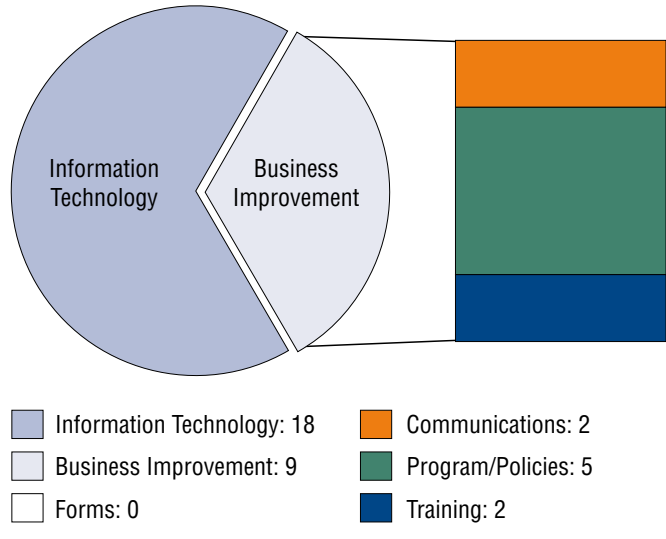 Information
Technology
Business
Improvement
Information Technology: 18
Business Improvement: 9
Forms: 0
Communications: 2
Program/Policies: 5
Training: 2